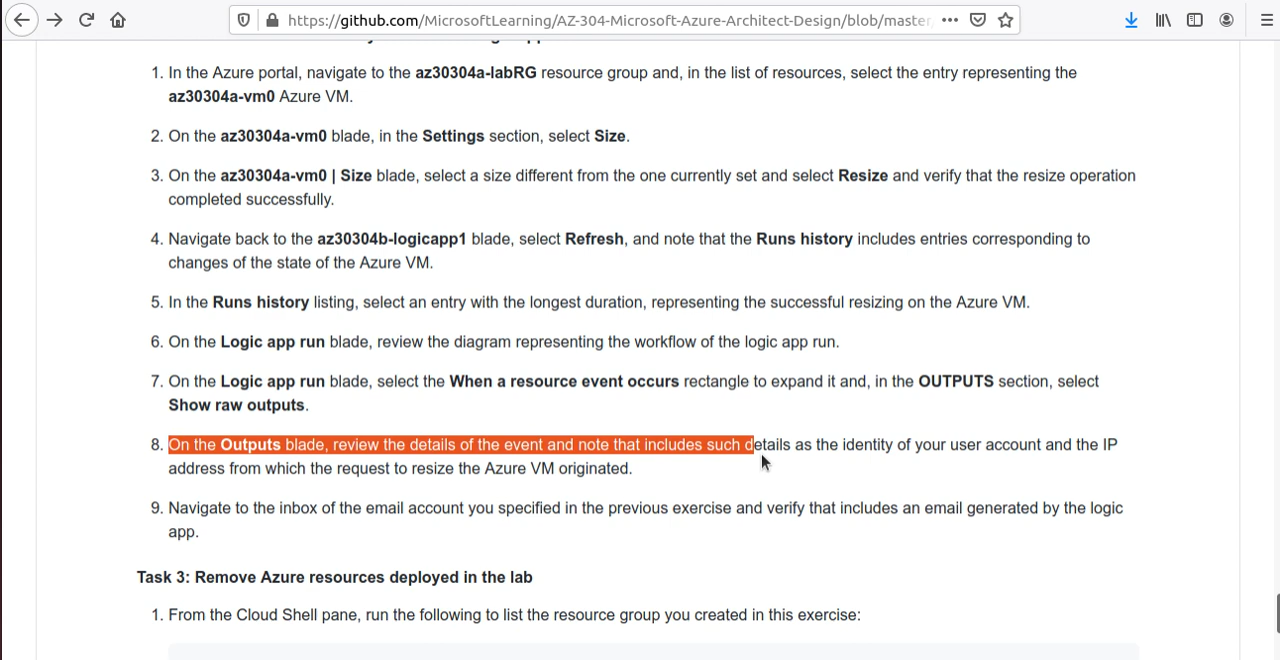 https://github.com/MicrosoftLearning/AZ-304-Microsoft-Azure-Architect-Design/blob/master
1. In the Azure portal, navigate to the az30304a-labRG resource group and, in the list of resources, select the entry representing the
az30304a-vm0 Azure VM.
2. On the az30304a-vm0 blade, in the Settings section, select Size.
3. On the az30304a-vm0 | Size blade, select a size different from the one currently set and select Resize and verify that the resize operation
completed successfully.
4. Navigate back to the az30304b-logicapp1 blade, select Refresh, and note that the Runs history includes entries corresponding to
changes of the state of the Azure VM.
5. In the Runs history listing, select an entry with the longest duration, representing the successful resizing on the Azure VM.
6. On the Logic app run blade, review the diagram representing the workflow of the logic app run.
7. On the Logic app run blade, select the When a resource event occurs rectangle to expand it and, in the OUTPUTS section, select
Show raw outputs.
8. On the Outputs blade, review the details of the event and note that includes such details as the identity of your user account and the IP
address from which the request to resize the Azure VM originated.
9. Navigate to the inbox of the email account you specified in the previous exercise and verify that includes an email generated by the logic
app.
Task 3: Remove Azure resources deployed in the lab
1. From the Cloud Shell pane, run the following to list the resource group you created in this exercise: